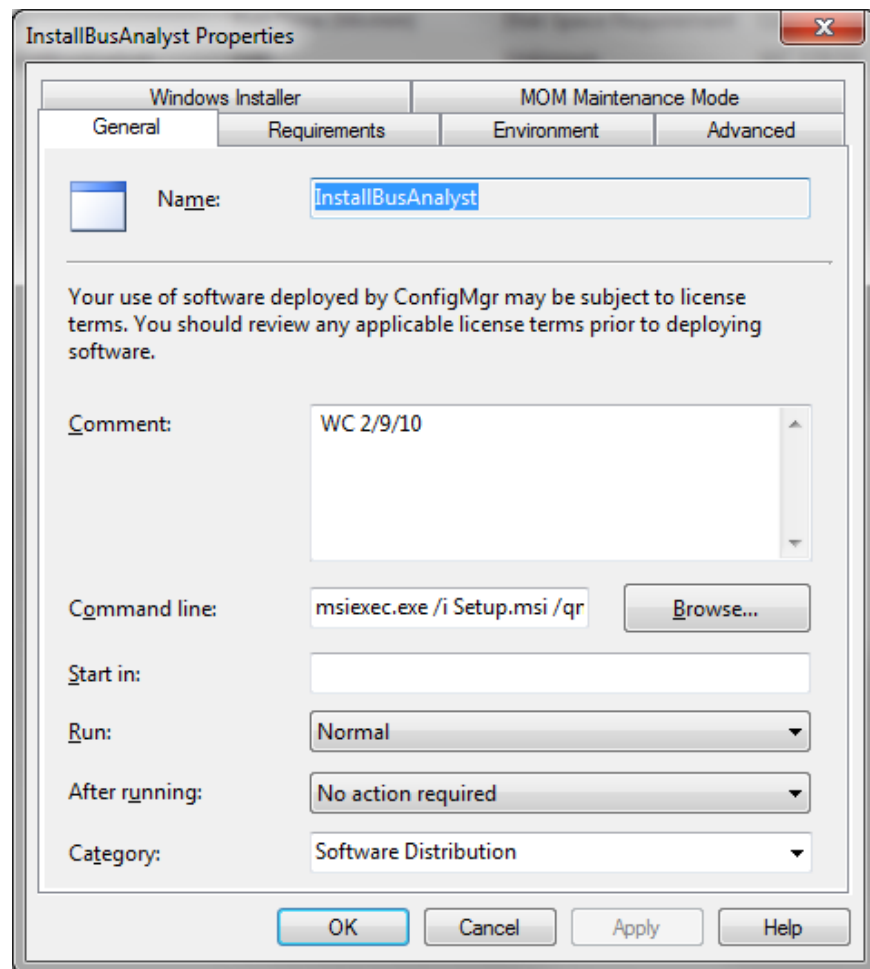 InstallBusAnalyst Properties
Windows Installer
MOM Maintenance Mode
General
Requirements
Environment
Advanced
Name:
InstallBusAnalyst
Your use of software deployed by ConfigMgr may be subject to license
terms. You should review any applicable license terms prior to deploying
software.
Comment:
WC 2/9/10
Command line:
msiexec.exe /i Setup.msi
Browse...
Start in:
Run:
Normal
After running:
No action required
Category:
Software Distribution
OK
Cancel
Apply
Help